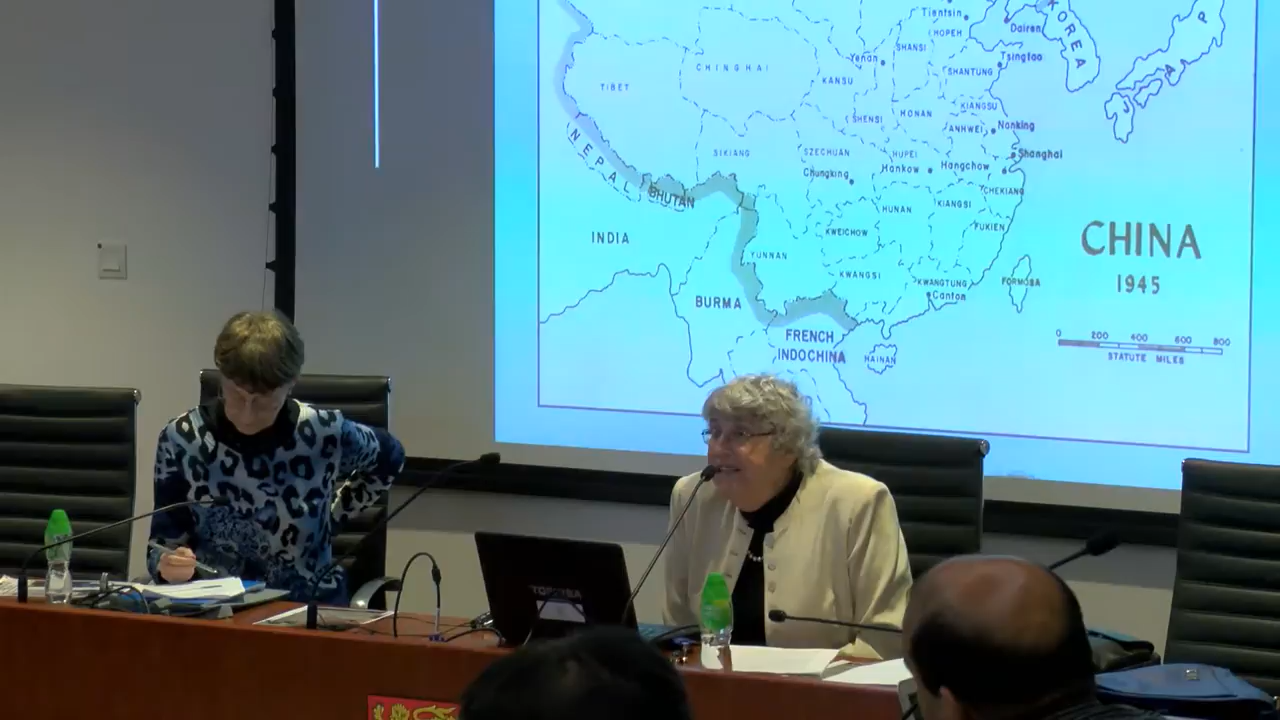 Tientsin
HOPEH
Dairen
KOREA
JAPA
SHANSI
Yenan
Tsingtao
CHINGHAI
SHANTUNG
KANSU
TIBET
KIANGSU
HONAN
SHENSI
ANHWEI
Nanking
NEPAL
SIKIANG
SZECHUAN
HUPEI
Shanghai
Hankow
Hangchow
Chungking
BHUTAN
CHEKIANG
HUNAN
KIANGSI
INDIA
KWEICHOW
FUKIEN
CHINA
YUNNAN
KWANGSI
KWANGTUNG
FORMOSA
1945
Canton
BURMA
FRENCH
INDOCHINA
HAINAN
0 200 400 600 800
STATUTE MILES
TOSHIBA